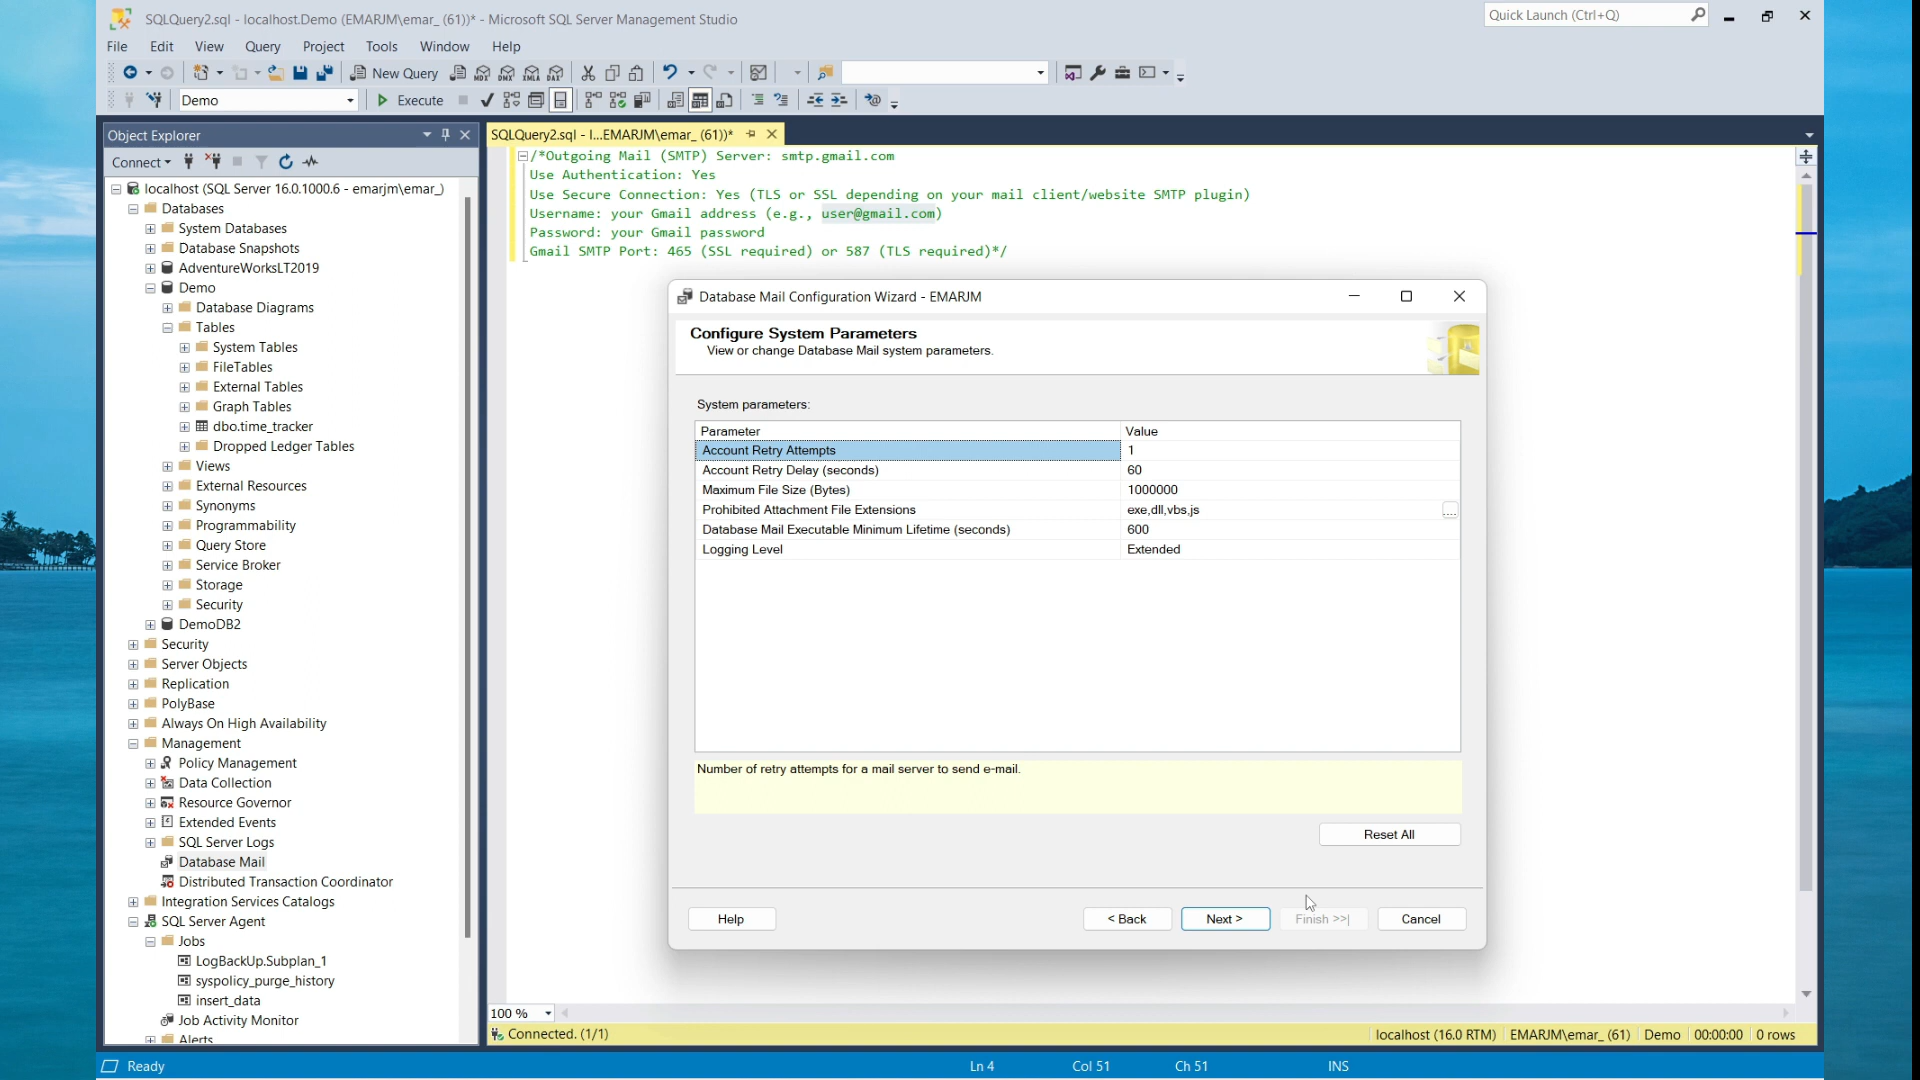 SQLQuery2.sql - localhost.Demo (EMARJM\emar_ (61))* - Microsoft SQL Server Management Studio
Quick Launch (Ctrl+Q)
File Edit View Query Project Tools Window Help
New Query MDX DMX XMLA DAX
Demo Execute
Object Explorer
SQLQuery2.sql - l...EMARJM\emar_ (61))*
Connect
localhost (SQL Server 16.0.1000.6 - emarjm\emar_)
Databases
System Databases
Database Snapshots
AdventureWorksLT2019
Demo
Database Diagrams
Tables
System Tables
FileTables
External Tables
Graph Tables
dbo.time_tracker
Dropped Ledger Tables
Views
External Resources
Synonyms
Programmability
Query Store
Service Broker
Storage
Security
DemoDB2
Security
Server Objects
Replication
PolyBase
Always On High Availability
Management
Policy Management
Data Collection
Resource Governor
Extended Events
SQL Server Logs
Database Mail
Distributed Transaction Coordinator
Integration Services Catalogs
SQL Server Agent
Jobs
LogBackUp.Subplan_1
syspolicy_purge_history
insert_data
Job Activity Monitor
Alerts
/*Outgoing Mail (SMTP) Server: smtp.gmail.com
Use Authentication: Yes
Use Secure Connection: Yes (TLS or SSL depending on your mail client/website SMTP plugin)
Username: your Gmail address (e.g., user@gmail.com)
Password: your Gmail password
Gmail SMTP Port: 465 (SSL required) or 587 (TLS required)*/
Database Mail Configuration Wizard - EMARJM
Configure System Parameters
View or change Database Mail system parameters.
System parameters:
Parameter Value
Account Retry Attempts 1
Account Retry Delay (seconds) 60
Maximum File Size (Bytes) 1000000
Prohibited Attachment File Extensions exe,dll,vbs,js ...
Database Mail Executable Minimum Lifetime (seconds) 600
Logging Level Extended
Number of retry attempts for a mail server to send e-mail.
Reset All
Help < Back Next > Finish >>| Cancel
100 %
Connected. (1/1) localhost (16.0 RTM) EMARJM\emar_ (61) Demo 00:00:00 0 rows
Ready Ln 4 Col 51 Ch 51 INS